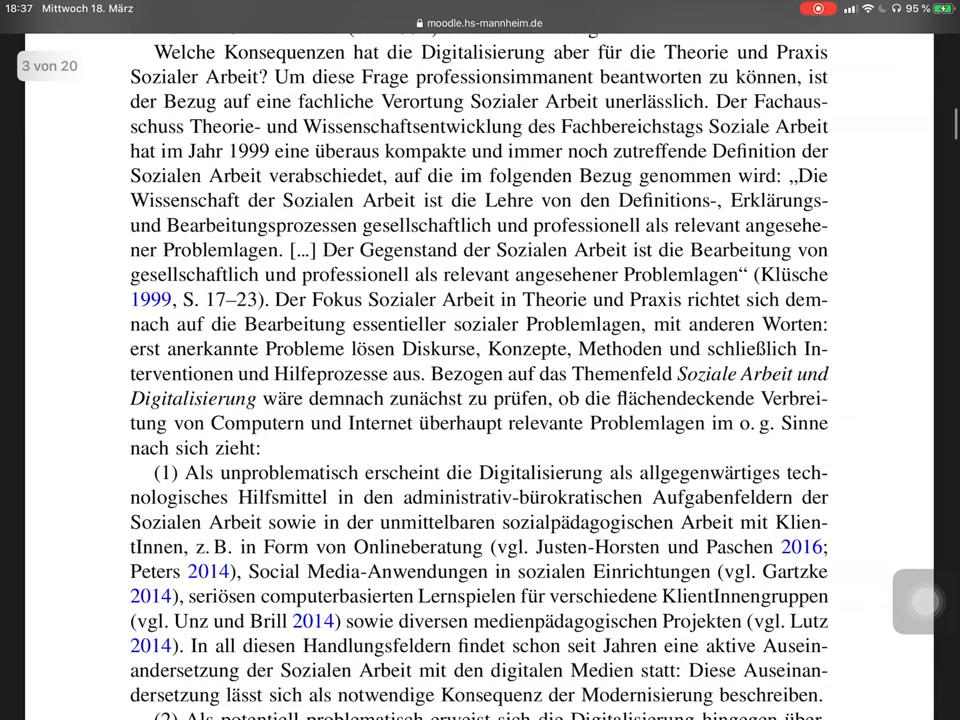 18:37 Mittwoch 18. März
95 %
moodle.hs-mannheim.de
3 von 20
Welche Konsequenzen hat die Digitalisierung aber für die Theorie und Praxis
Sozialer Arbeit? Um diese Frage professionsimmanent beantworten zu können, ist
der Bezug auf eine fachliche Verortung Sozialer Arbeit unerlässlich. Der Fachaus-
schuss Theorie- und Wissenschaftsentwicklung des Fachbereichstags Soziale Arbeit
hat im Jahr 1999 eine überaus kompakte und immer noch zutreffende Definition der
Sozialen Arbeit verabschiedet, auf die im folgenden Bezug genommen wird: „Die
Wissenschaft der Sozialen Arbeit ist die Lehre von den Definitions-, Erklärungs-
und Bearbeitungsprozessen gesellschaftlich und professionell als relevant angesehe-
ner Problemlagen. [...] Der Gegenstand der Sozialen Arbeit ist die Bearbeitung von
gesellschaftlich und professionell als relevant angesehener Problemlagen“ (Klüsche
1999, S. 17–23). Der Fokus Sozialer Arbeit in Theorie und Praxis richtet sich dem-
nach auf die Bearbeitung essentieller sozialer Problemlagen, mit anderen Worten:
erst anerkannte Probleme lösen Diskurse, Konzepte, Methoden und schließlich In-
terventionen und Hilfeprozesse aus. Bezogen auf das Themenfeld Soziale Arbeit und
Digitalisierung wäre demnach zunächst zu prüfen, ob die flächendeckende Verbrei-
tung von Computern und Internet überhaupt relevante Problemlagen im o. g. Sinne
nach sich zieht:
(1) Als unproblematisch erscheint die Digitalisierung als allgegenwärtiges tech-
nologisches Hilfsmittel in den administrativ-bürokratischen Aufgabenfeldern der
Sozialen Arbeit sowie in der unmittelbaren sozialpädagogischen Arbeit mit Klien-
tInnen, z. B. in Form von Onlineberatung (vgl. Justen-Horsten und Paschen 2016;
Peters 2014), Social Media-Anwendungen in sozialen Einrichtungen (vgl. Gartzke
2014), seriösen computerbasierten Lernspielen für verschiedene KlientInnengruppen
(vgl. Unz und Brill 2014) sowie diversen medienpädagogischen Projekten (vgl. Lutz
2014). In all diesen Handlungsfeldern findet schon seit Jahren eine aktive Ausein-
andersetzung der Sozialen Arbeit mit den digitalen Medien statt: Diese Auseinan-
dersetzung lässt sich als notwendige Konsequenz der Modernisierung beschreiben.
(2) Als potentiell problematisch erweist sich die Digitalisierung hingegen über-